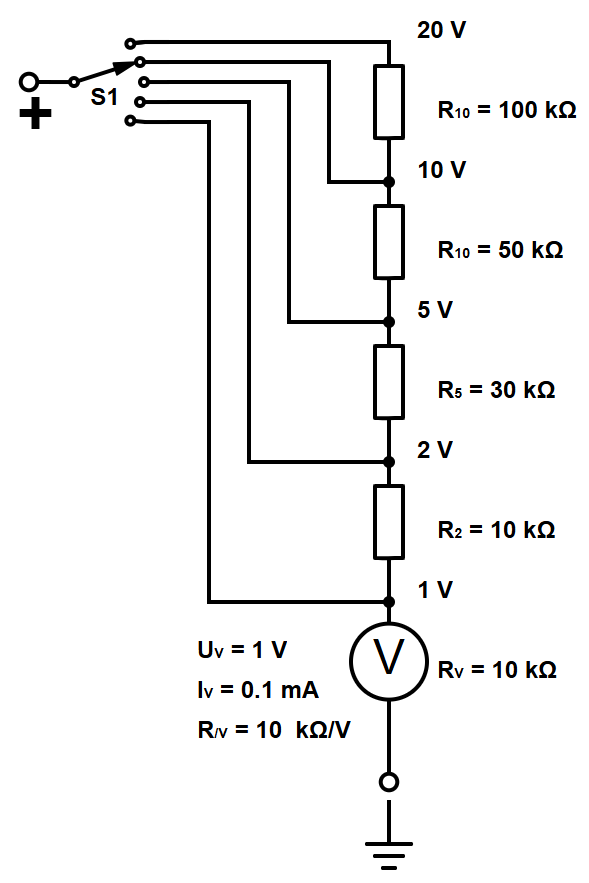 20 V
S1
+
R10 = 100 kΩ
10 V
R10 = 50 kΩ
5 V
R5 = 30 kΩ
2 V
R2 = 10 kΩ
1 V
UV = 1 V
V
RV = 10 kΩ
IV = 0.1 mA
R/V = 10 kΩ/V